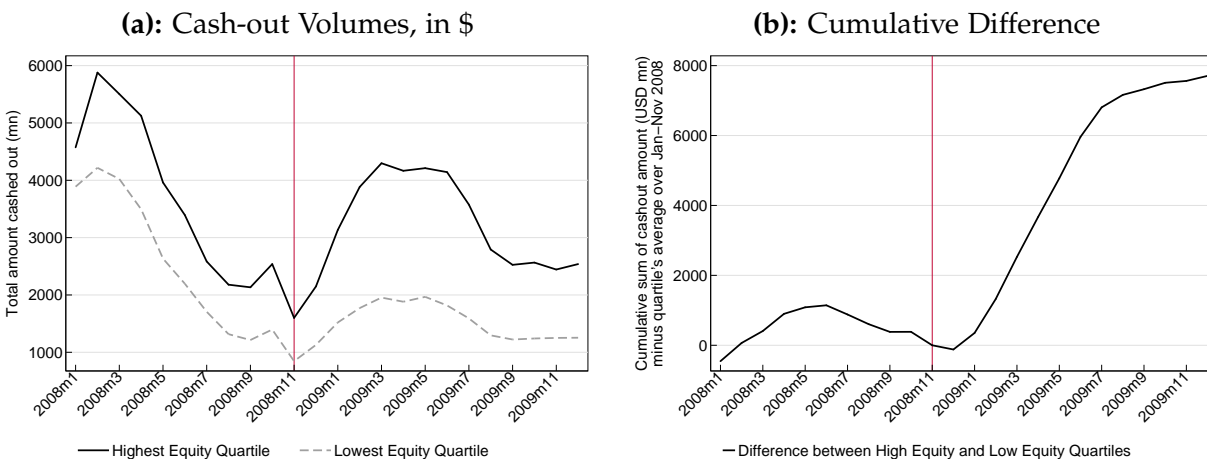 (a): Cash-out Volumes, in $
Total amount cashed out (mn)
6000
5000
4000
3000
2000
1000
2008m1
2008m3
2008m5
2008m7
2008m9
2008m11
2009m1
2009m3
2009m5
2009m7
2009m9
2009m11
Highest Equity Quartile
Lowest Equity Quartile
(b): Cumulative Difference
Cumulative sum of cashout amount (USD mn)
minus quartile's average over Jan−Nov 2008
8000
6000
4000
2000
0
2008m1
2008m3
2008m5
2008m7
2008m9
2008m11
2009m1
2009m3
2009m5
2009m7
2009m9
2009m11
Difference between High Equity and Low Equity Quartiles